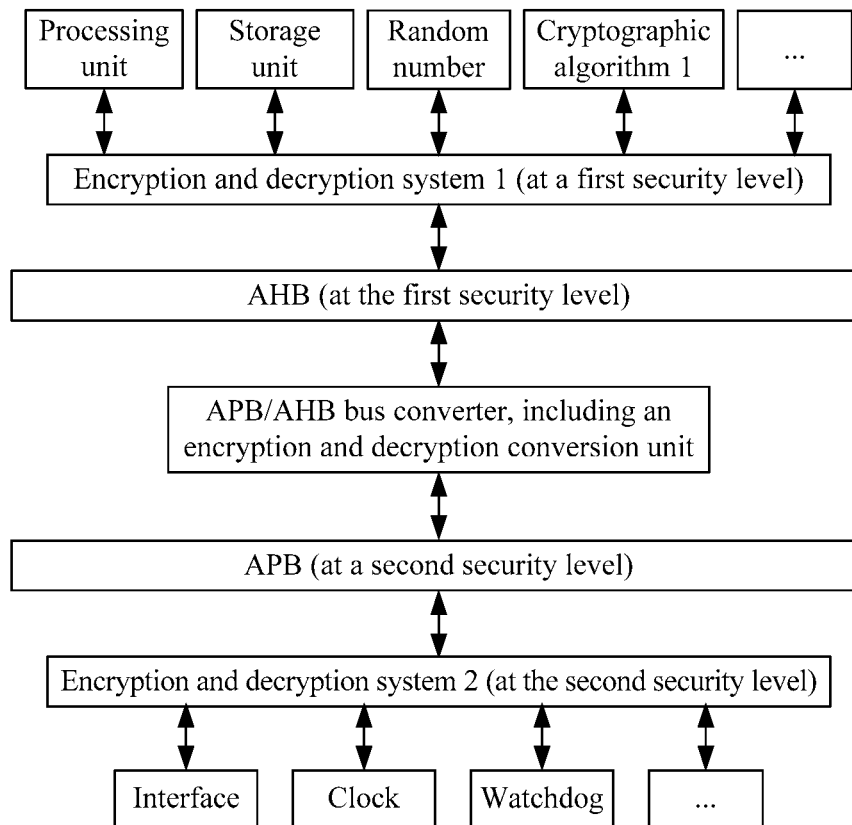 Processing
unit
Storage
unit
Random
number
Cryptographic
algorithm 1
...
Encryption and decryption system 1 (at a first security level)
AHB (at the first security level)
APB/AHB bus converter, including an
encryption and decryption conversion unit
APB (at a second security level)
Encryption and decryption system 2 (at the second security level)
Interface
Clock
Watchdog
...